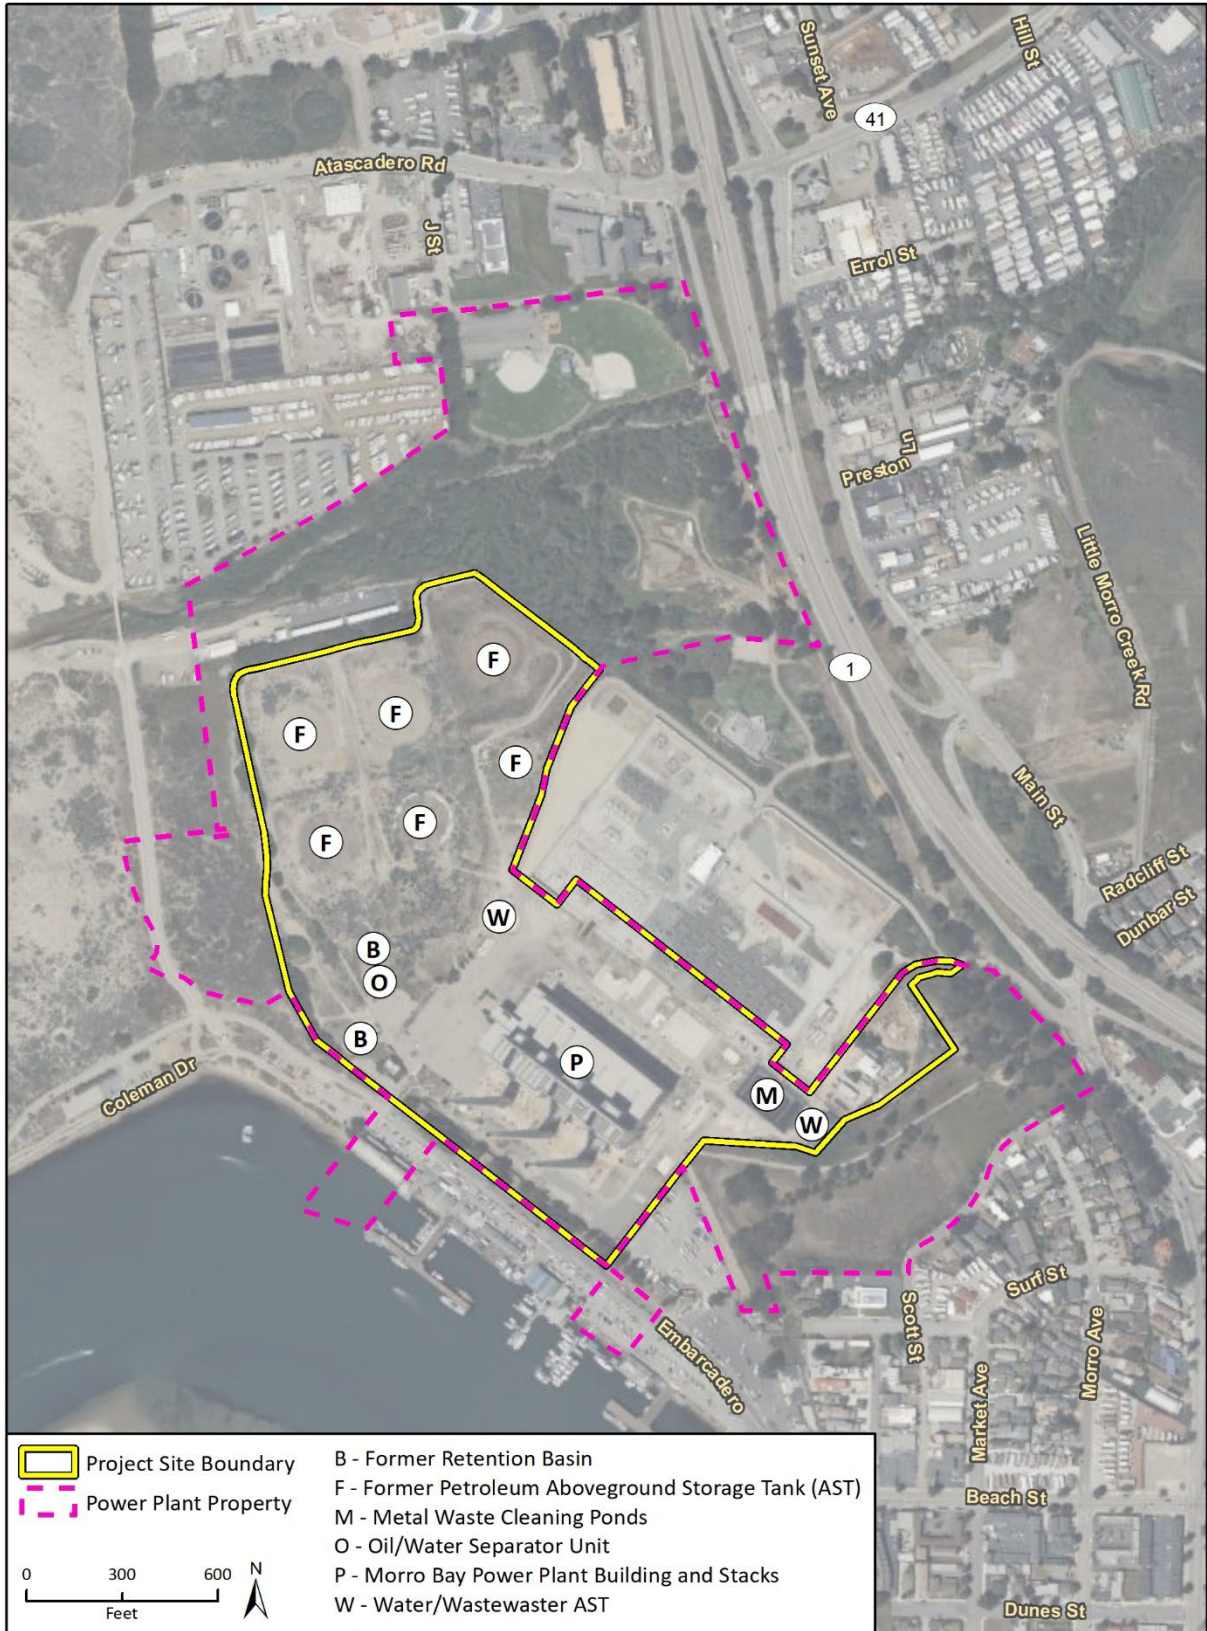 Sunset Ave
Hill St
41
Atascadero Rd
J St
Errol St
Preston Ln
Little Morro Creek Rd
F
1
F
F
F
Main St
F
F
Radcliff St
W
Dunbar St
B
O
B
P
Coleman Dr
M
W
Surf St
Scott St
Morro Ave
Embarcadero
Market Ave
Beach St
Dunes St
Project Site Boundary
Power Plant Property
0 300 600
Feet
N
B - Former Retention Basin
F - Former Petroleum Aboveground Storage Tank (AST)
M - Metal Waste Cleaning Ponds
O - Oil/Water Separator Unit
P - Morro Bay Power Plant Building and Stacks
W - Water/Wastewater AST